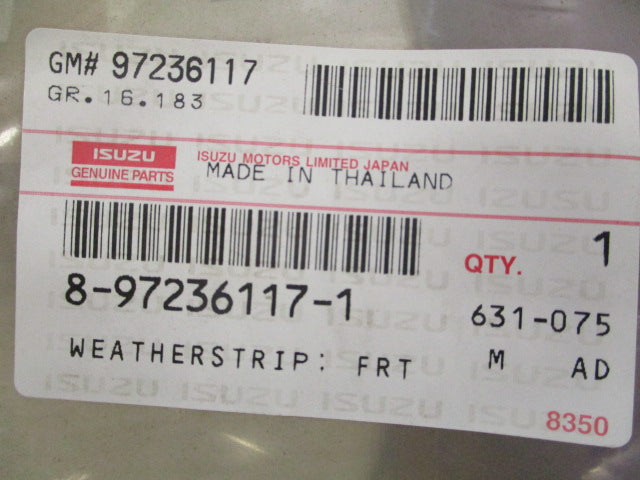 GM# 97236117
GR.16.183
ISUZU
GENUINE PARTS
ISUZU MOTORS LIMITED JAPAN
MADE IN THAILAND
QTY. 1
8-97236117-1
631-075
WEATHERSTRIP: FRT M AD
8350